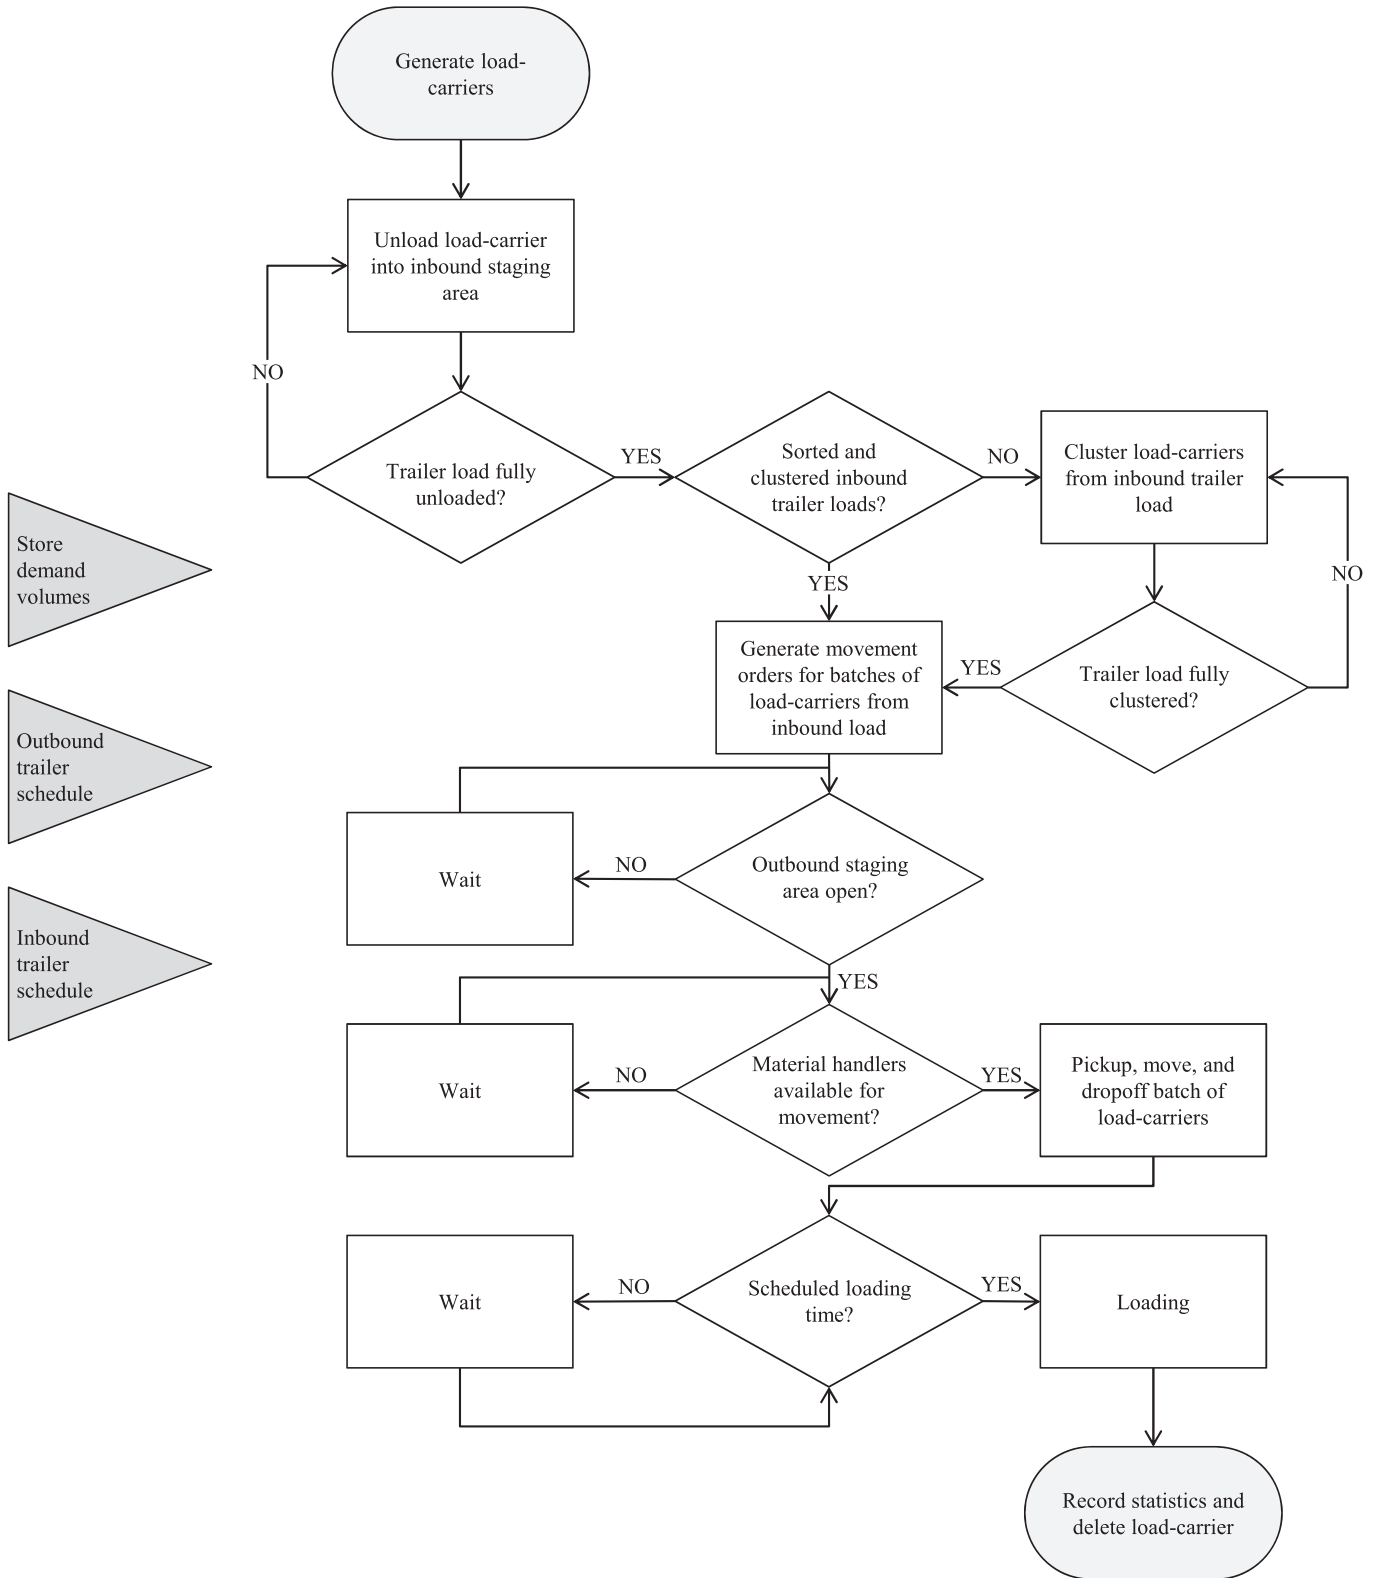 Generate load-
carriers
Unload load-carrier
into inbound staging
area
NO
Trailer load fully
unloaded?
YES
Sorted and
clustered inbound
trailer loads?
NO
Cluster load-carriers
from inbound trailer
load
Store
demand
volumes
YES
NO
Generate movement
orders for batches of
load-carriers from
inbound load
YES
Trailer load fully
clustered?
Outbound
trailer
schedule
Wait
NO
Outbound staging
area open?
Inbound
trailer
schedule
YES
Wait
NO
Material handlers
available for
movement?
YES
Pickup, move, and
dropoff batch of
load-carriers
Wait
NO
Scheduled loading
time?
YES
Loading
Record statistics and
delete load-carrier